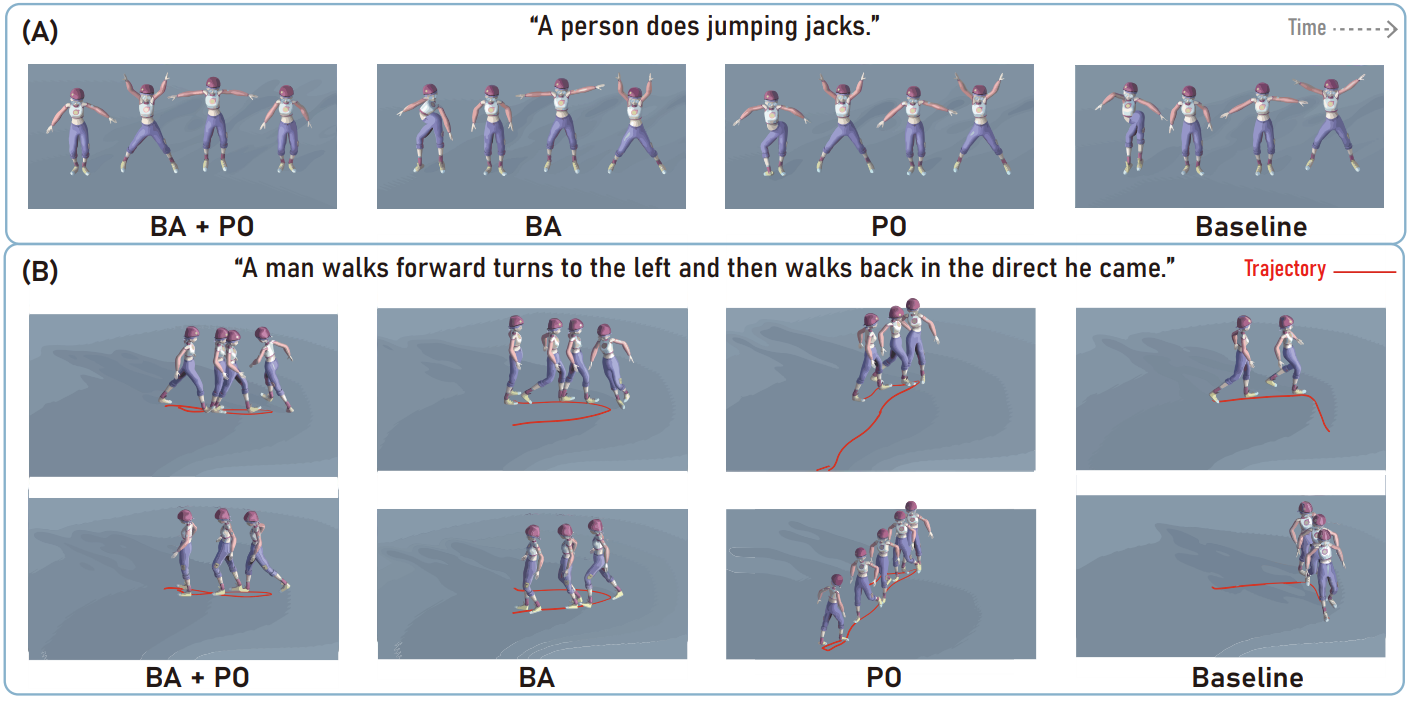 (A)
“A person does jumping jacks.”
Time
BA + PO
BA
PO
Baseline
(B)
“A man walks forward turns to the left and then walks back in the direct he came.”
Trajectory
BA + PO
BA
PO
Baseline